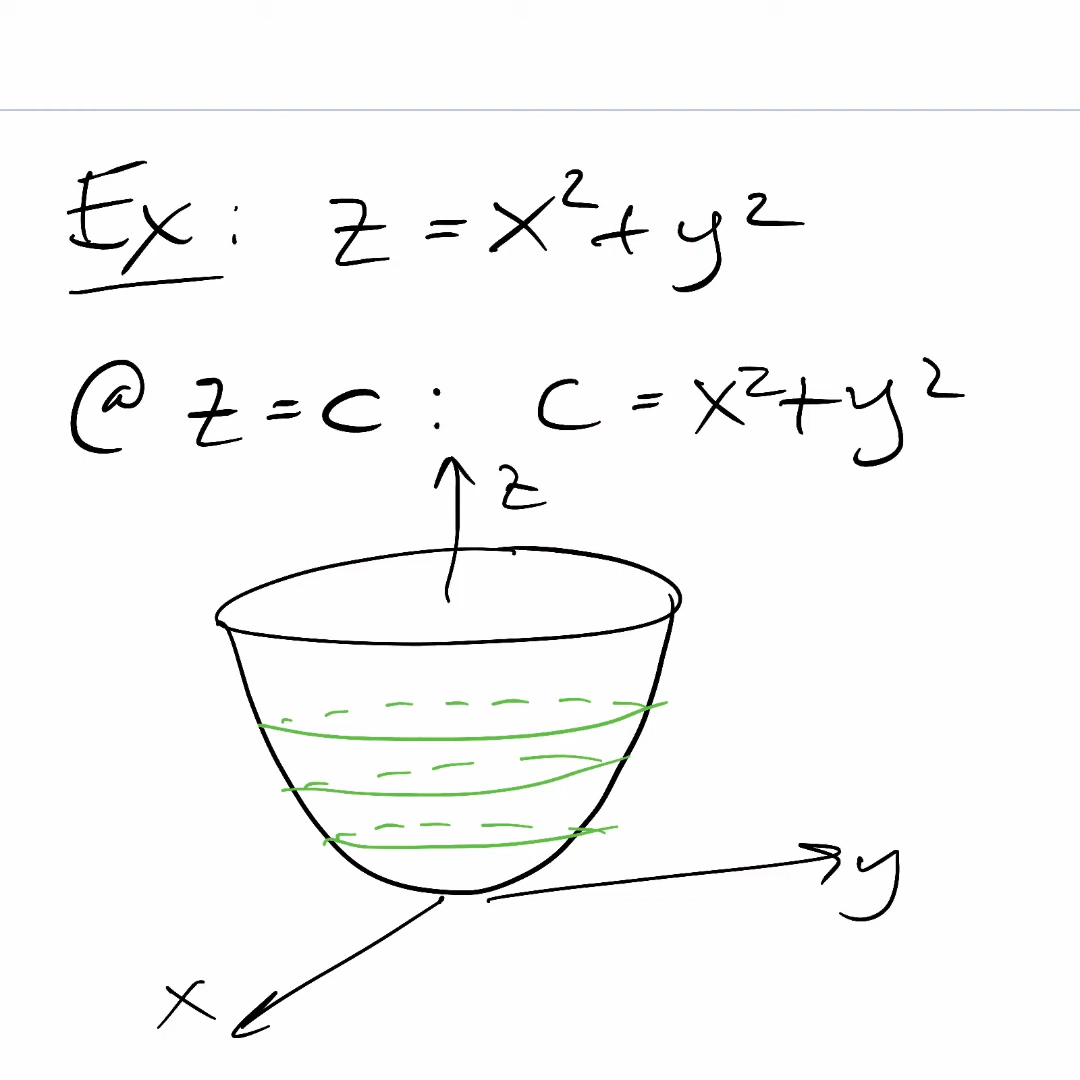 Ex: z = x²+y²
@ z = c : c = x²+y²
z
y
x